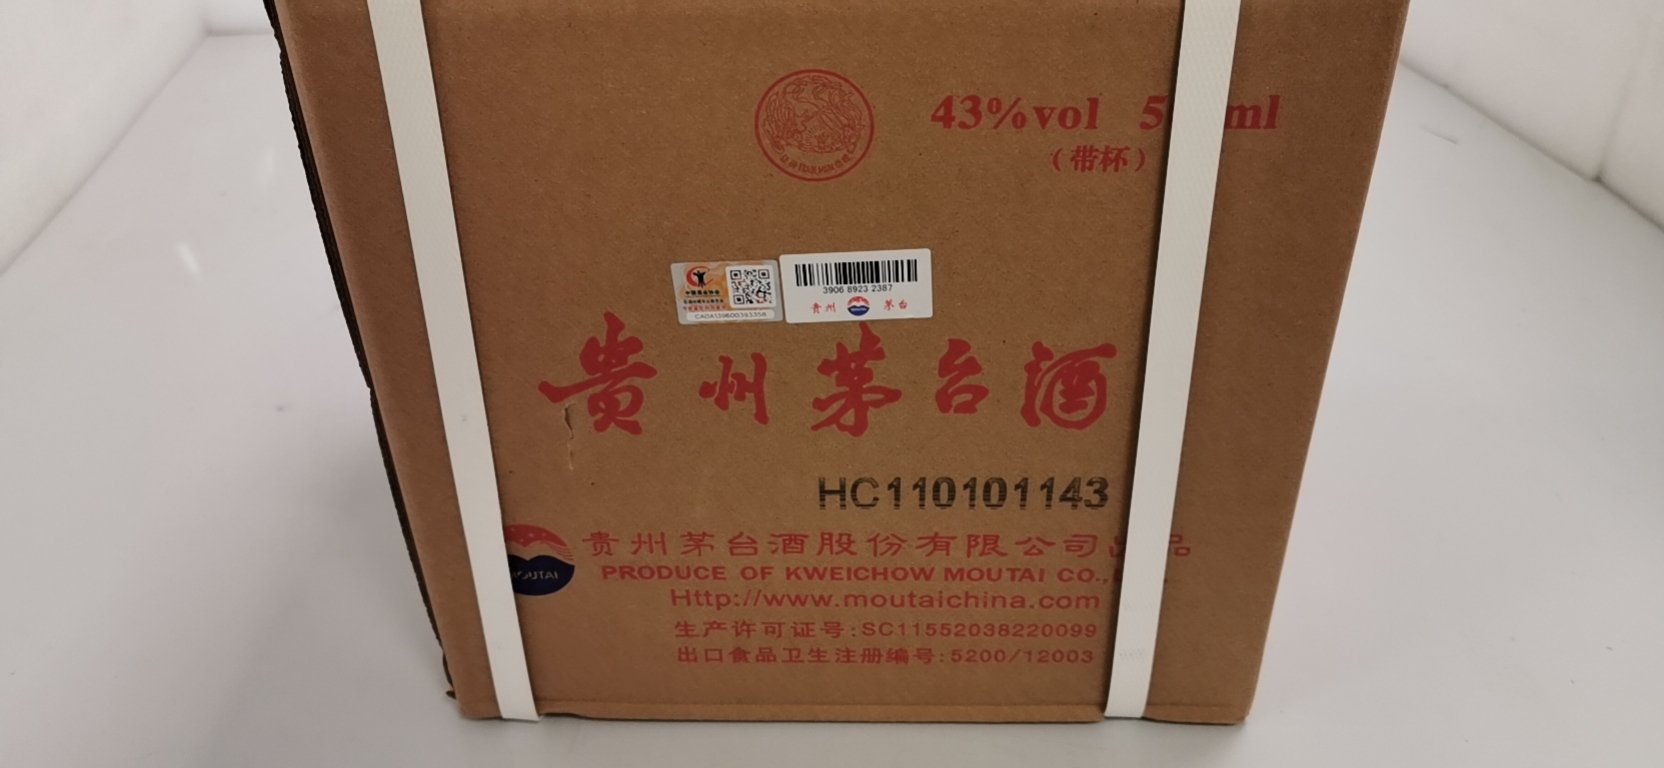 43%vol 5 ml
（带杯）
3906 8923 2387
贵州 茅台
贵州茅台酒
HC110101143
MOUTAI
贵州茅台酒股份有限公司出品
PRODUCE OF KWEICHOW MOUTAI CO.,
Http://www.moutaichina.com
生产许可证号:SC11552038220099
出口食品卫生注册编号:5200/12003